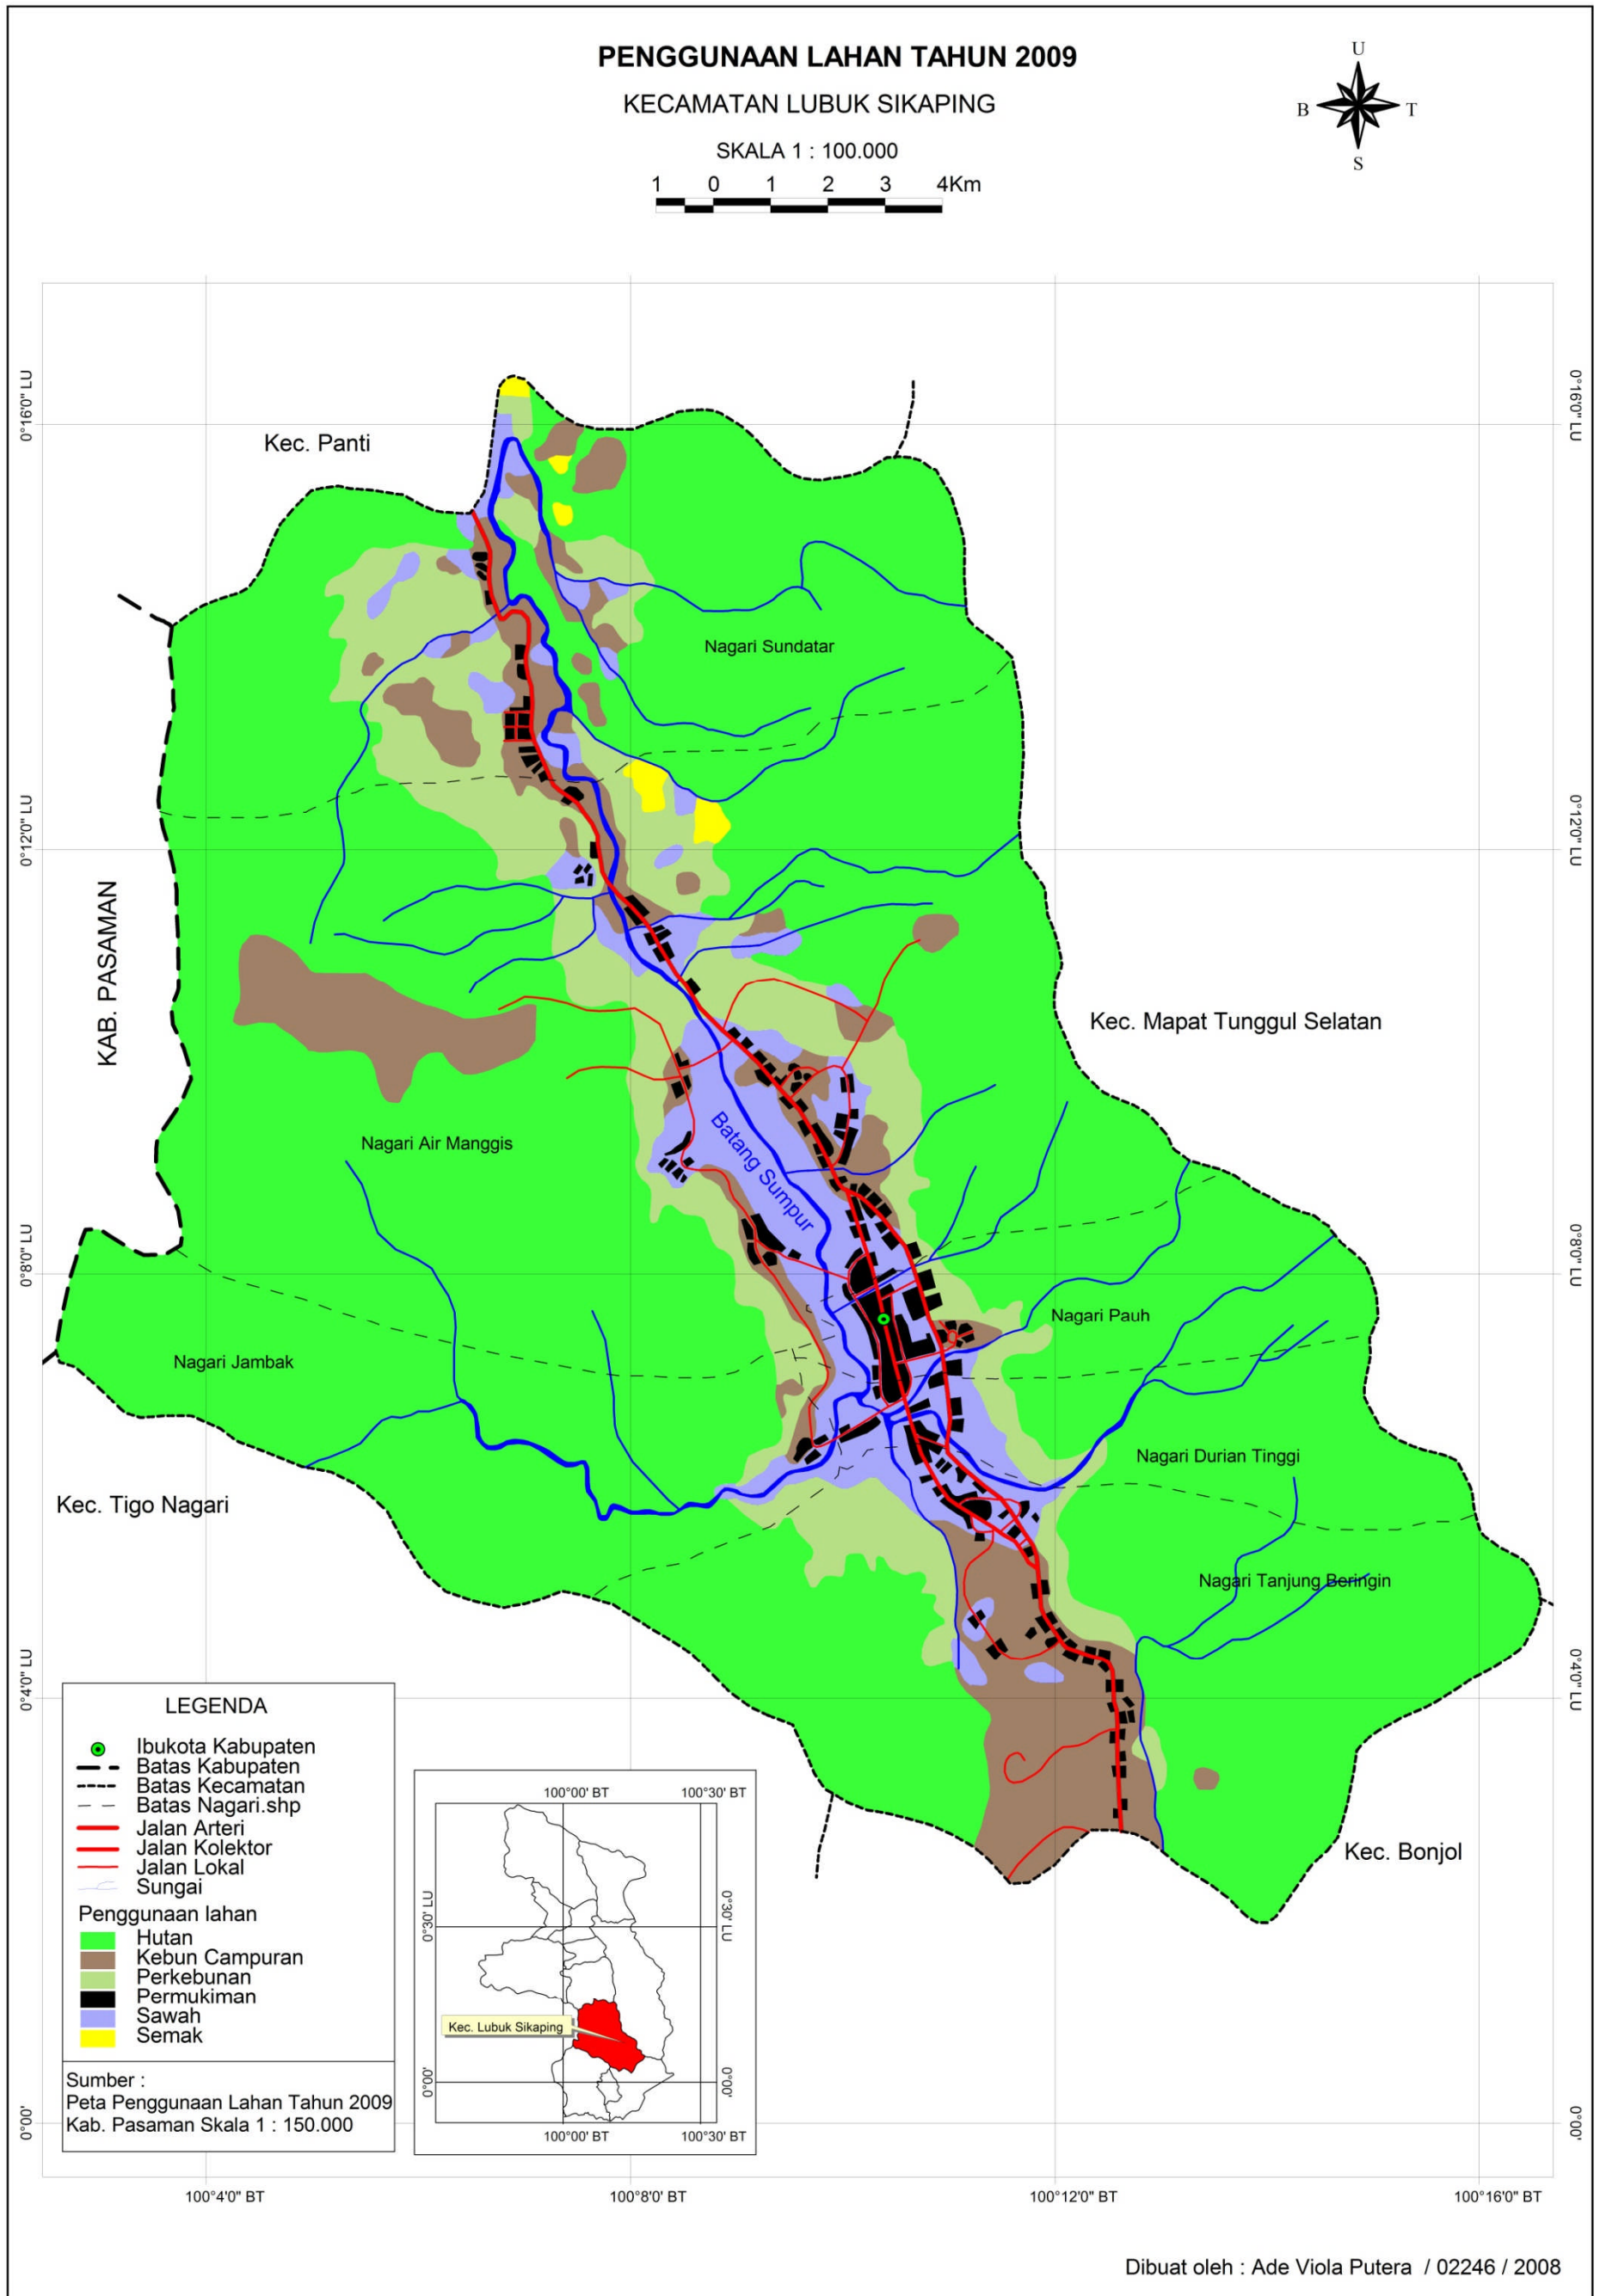 PENGGUNAAN LAHAN TAHUN 2009
KECAMATAN LUBUK SIKAPING
SKALA 1 : 100.000
1 0 1 2 3 4Km
U
B T
S
0°16'0" LU
0°16'0" LU
Kec. Panti
Nagari Sundatar
0°12'0" LU
0°12'0" LU
KAB. PASAMAN
Kec. Mapat Tunggul Selatan
Nagari Air Manggis
Batang Sumpur
0°8'0" LU
0°8'0" LU
Nagari Pauh
Nagari Jambak
Nagari Durian Tinggi
Kec. Tigo Nagari
Nagari Tanjung Beringin
0°4'0" LU
0°4'0" LU
Kec. Bonjol
LEGENDA
Ibukota Kabupaten
Batas Kabupaten
Batas Kecamatan
Batas Nagari.shp
Jalan Arteri
Jalan Kolektor
Jalan Lokal
Sungai
Penggunaan lahan
Hutan
Kebun Campuran
Perkebunan
Permukiman
Sawah
Semak
Sumber :
Peta Penggunaan Lahan Tahun 2009
Kab. Pasaman Skala 1 : 150.000
100°00' BT 100°30' BT
0°30' LU
0°30' LU
Kec. Lubuk Sikaping
0°00'
0°00'
100°00' BT 100°30' BT
0°00'
0°00'
100°4'0" BT 100°8'0' BT 100°12'0" BT 100°16'0" BT
Dibuat oleh : Ade Viola Putera / 02246 / 2008